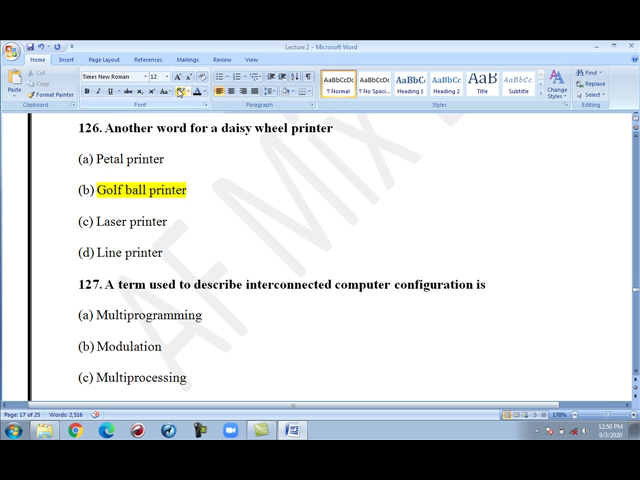 Lecture 2 - Microsoft Word
Home Insert Page Layout References Mailings Review View
Paste
Cut
Copy
Format Painter
Clipboard
Times New Roman 12
Font
Paragraph
AaBbCcDc AaBbCcDc AaBbCc AaBbCc AaB AaBbCc
¶ Normal ¶ No Spaci... Heading 1 Heading 2 Title Subtitle
Change Styles
Styles
Find
Replace
Select
Editing
126. Another word for a daisy wheel printer
(a) Petal printer
(b) Golf ball printer
(c) Laser printer
(d) Line printer
127. A term used to describe interconnected computer configuration is
(a) Multiprogramming
(b) Modulation
(c) Multiprocessing
AF Mix
Page: 17 of 25 Words: 2,516
170%
12:50 PM
9/3/2020